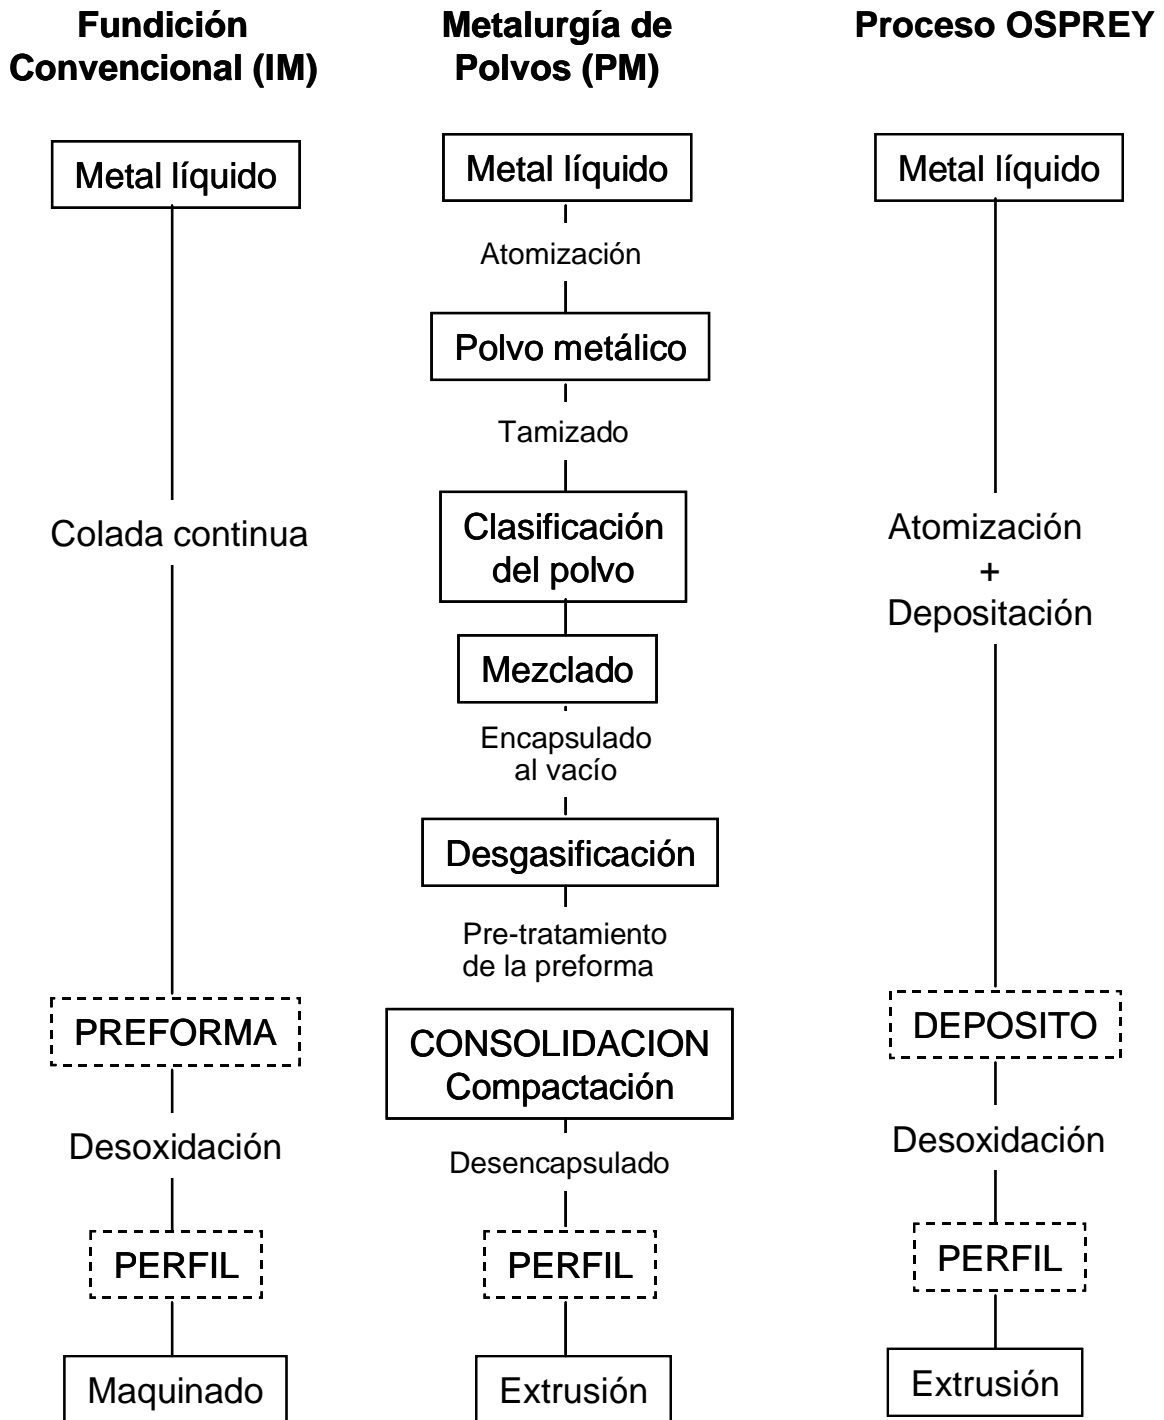 Fundición
Convencional (IM)
Metal líquido
Colada continua
PREFORMA
Desoxidación
PERFIL
Maquinado
Metalurgía de
Polvos (PM)
Metal líquido
Atomización
Polvo metálico
Tamizado
Clasificación
del polvo
Mezclado
Encapsulado
al vacío
Desgasificación
Pre-tratamiento
de la preforma
CONSOLIDACION
Compactación
Desencapsulado
PERFIL
Extrusión
Proceso OSPREY
Metal líquido
Atomización
+
Depositación
DEPOSITO
Desoxidación
PERFIL
Extrusión